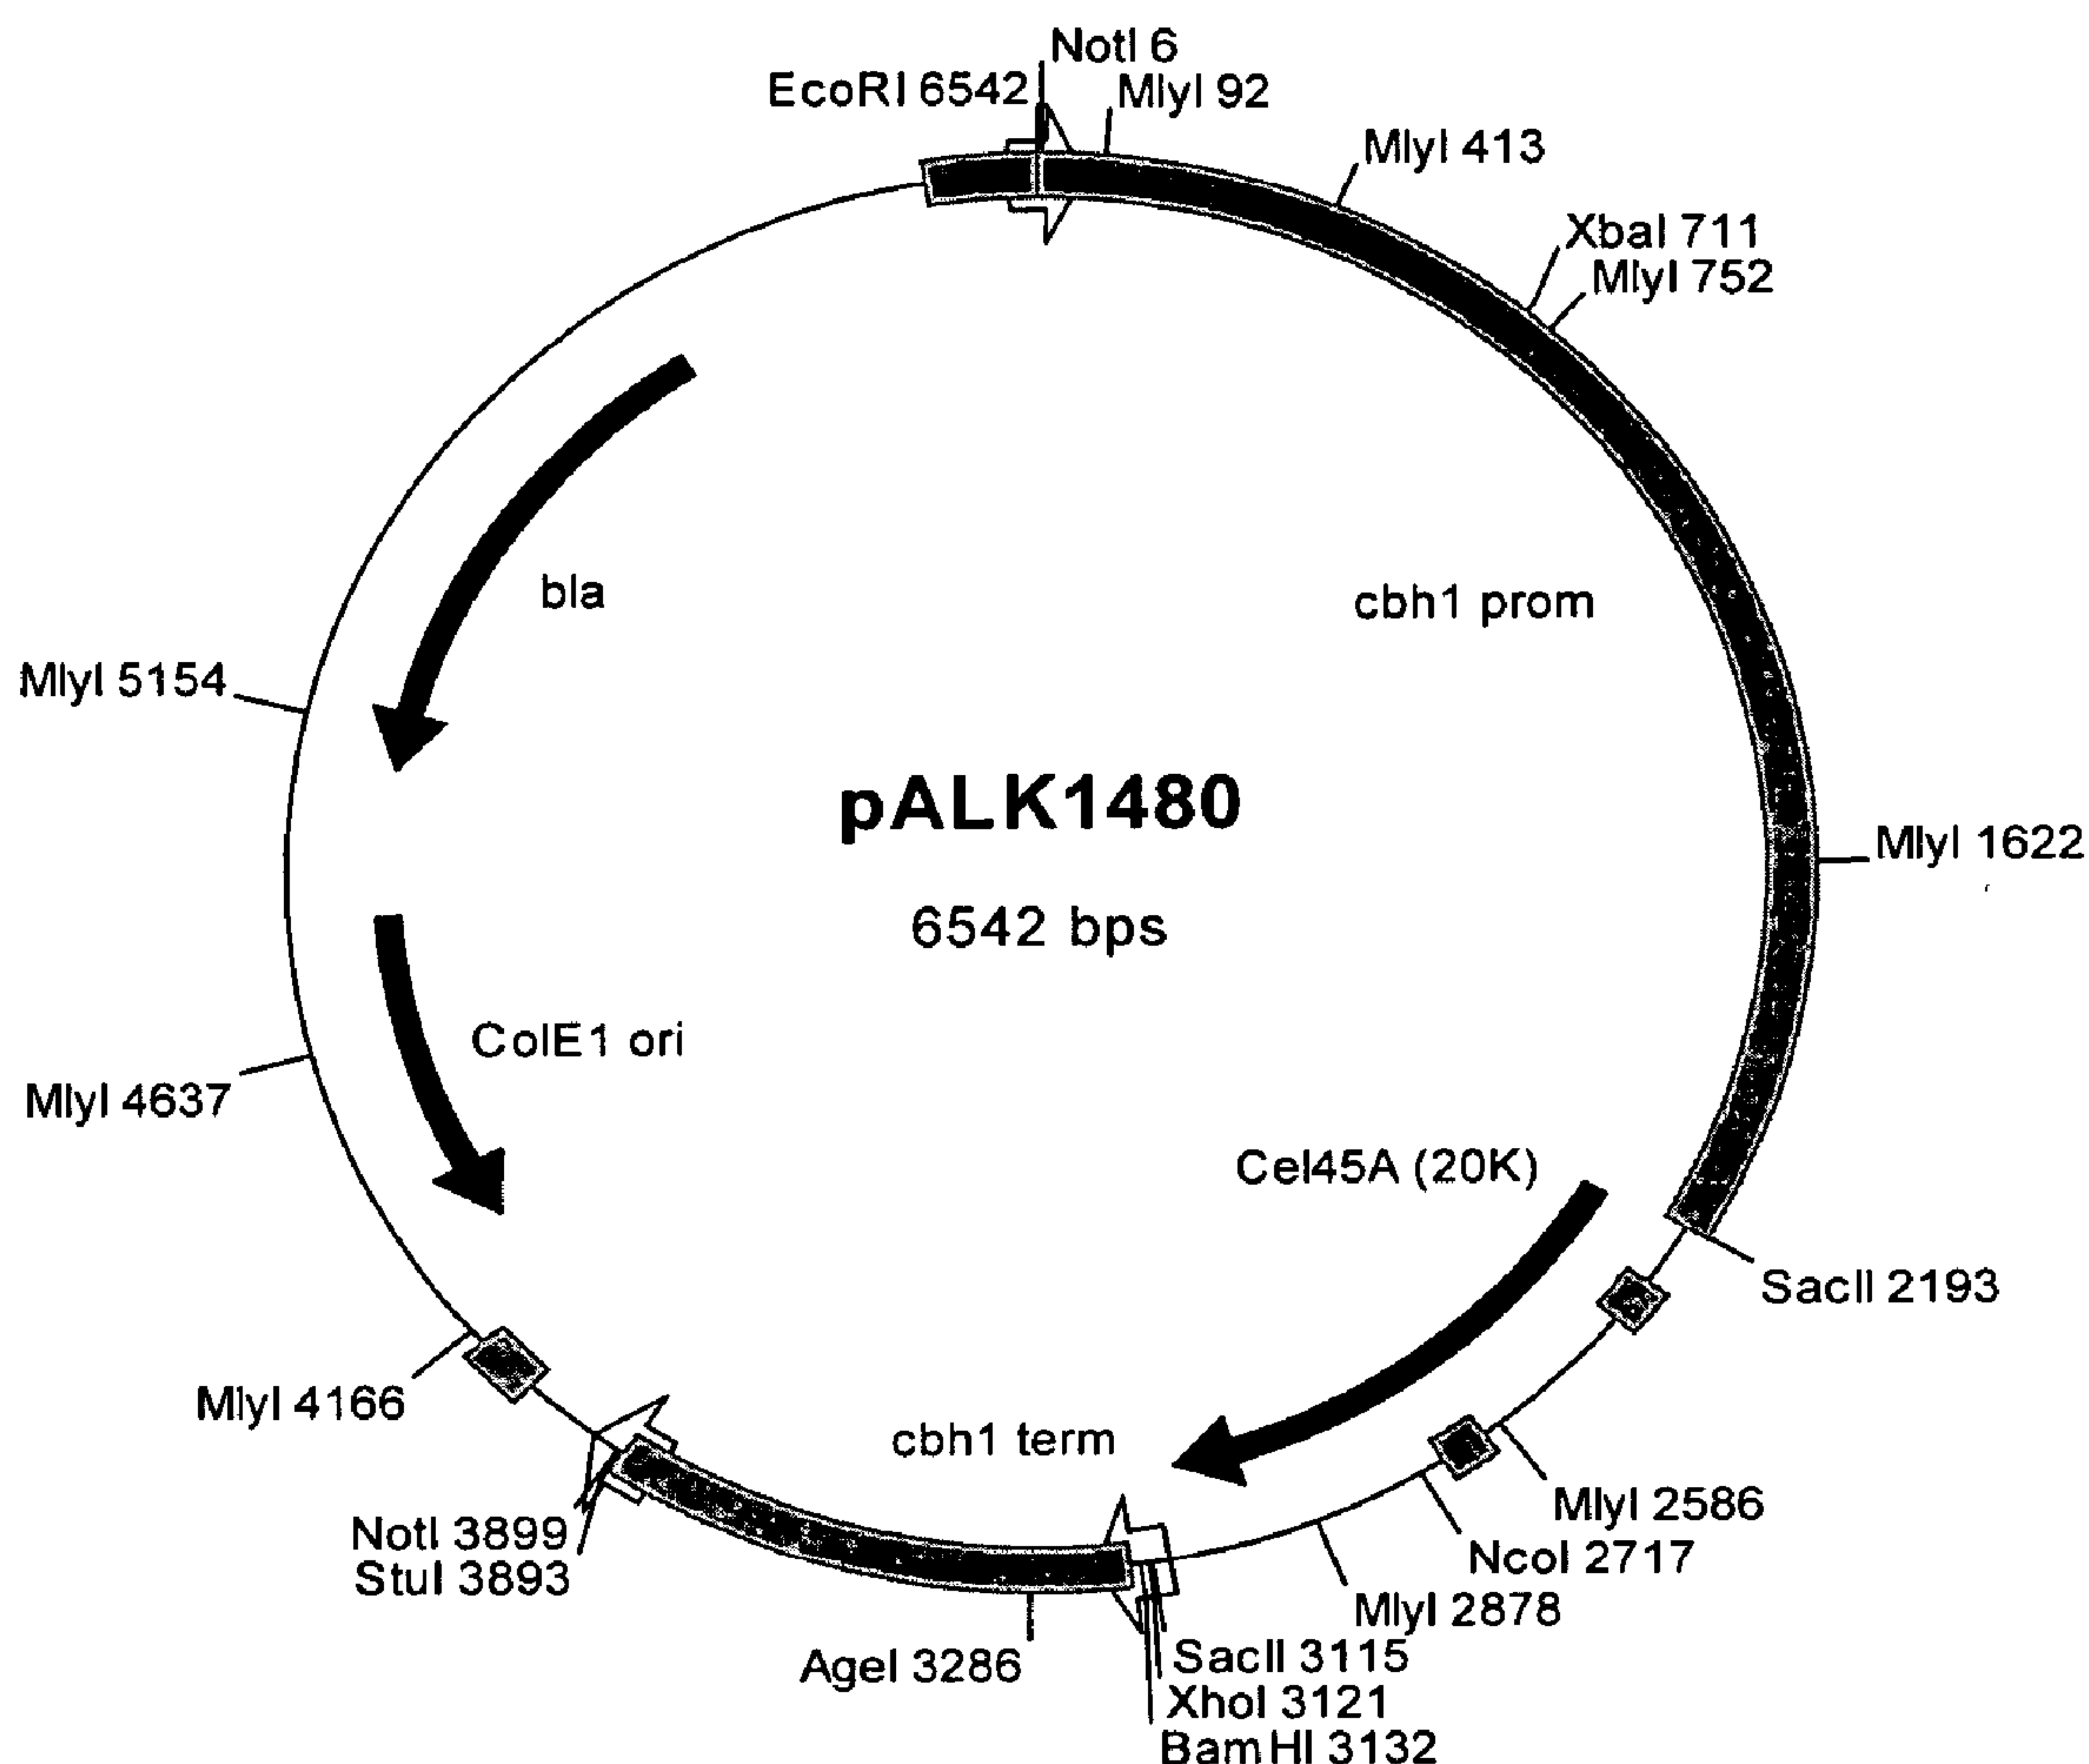 NotI 6
EcoRI 6542
MlyI 92
MlyI 413
XbaI 711
MlyI 752
bla
cbh1 prom
MlyI 5154
pALK1480
MlyI 1622
6542 bps
ColE1 ori
MlyI 4637
Cel45A (20K)
SacII 2193
MlyI 4166
cbh1 term
MlyI 2586
NotI 3899
NcoI 2717
StuI 3893
MlyI 2878
SacII 3115
AgeI 3286
XhoI 3121
BamHI 3132